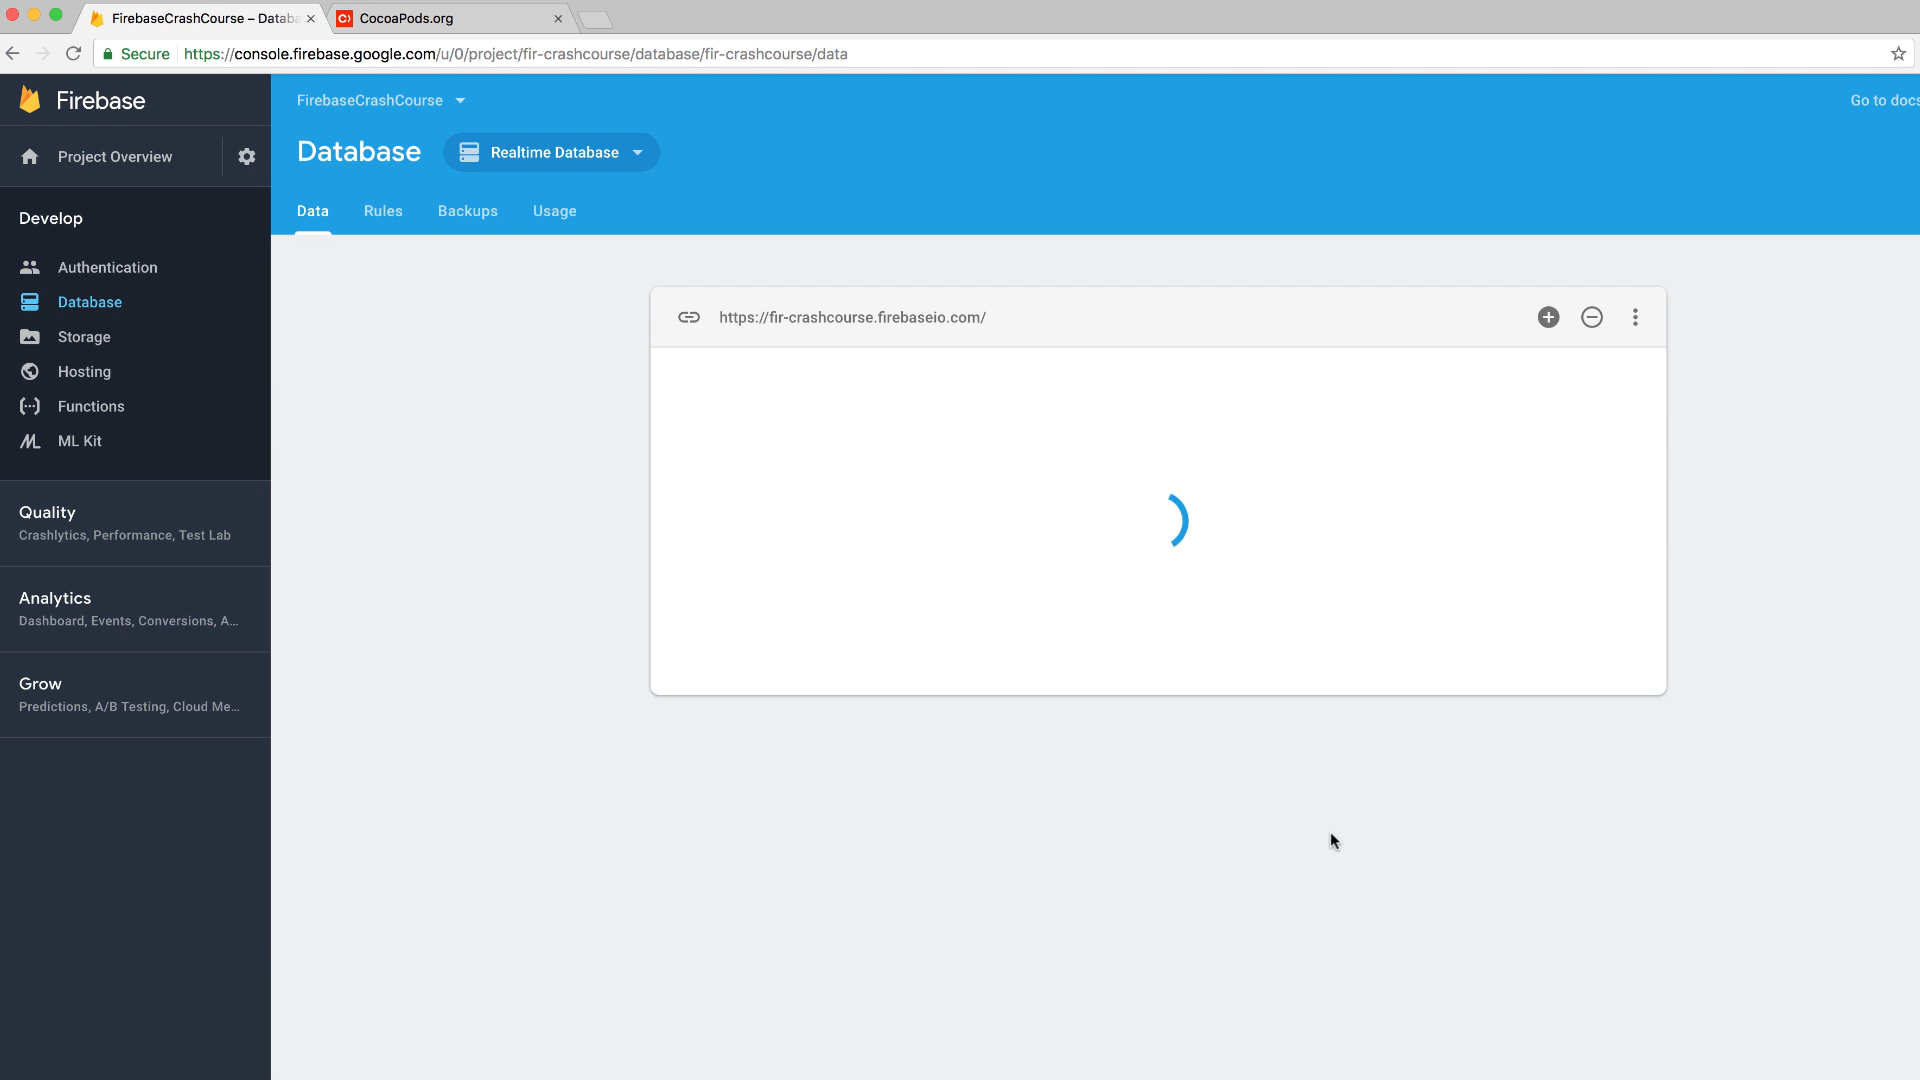 FirebaseCrashCourse – Databa
CocoaPods.org
Secure https://console.firebase.google.com/u/0/project/fir-crashcourse/database/fir-crashcourse/data
Firebase
FirebaseCrashCourse
Go to docs
Project Overview
Database
Realtime Database
Data Rules Backups Usage
Develop
Authentication
Database
Storage
Hosting
Functions
ML Kit
Quality
Crashlytics, Performance, Test Lab
Analytics
Dashboard, Events, Conversions, A...
Grow
Predictions, A/B Testing, Cloud Me...
https://fir-crashcourse.firebaseio.com/